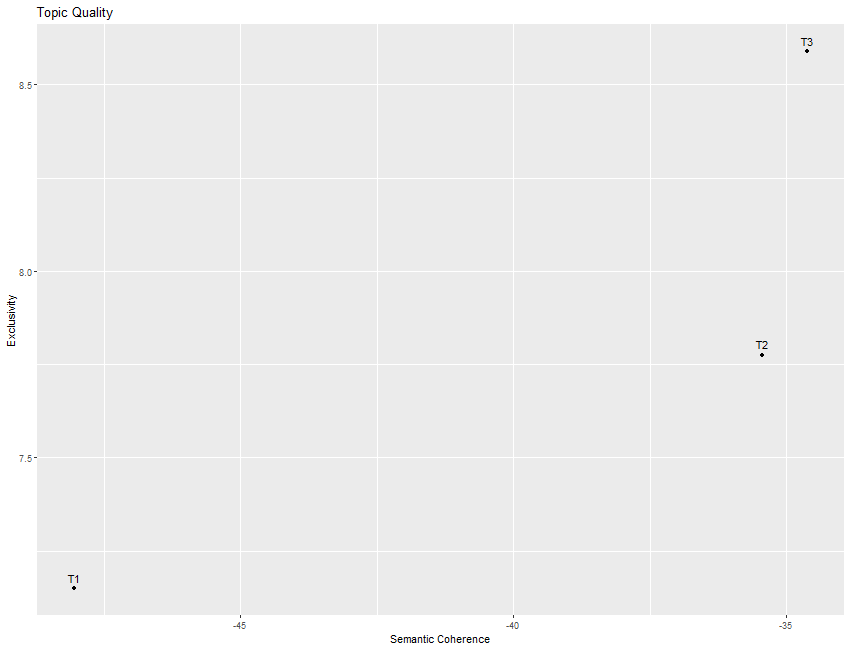 Topic Quality
T3
8.5
8.0
Exclusivity
T2
7.5
T1
-45
-40
-35
Semantic Coherence